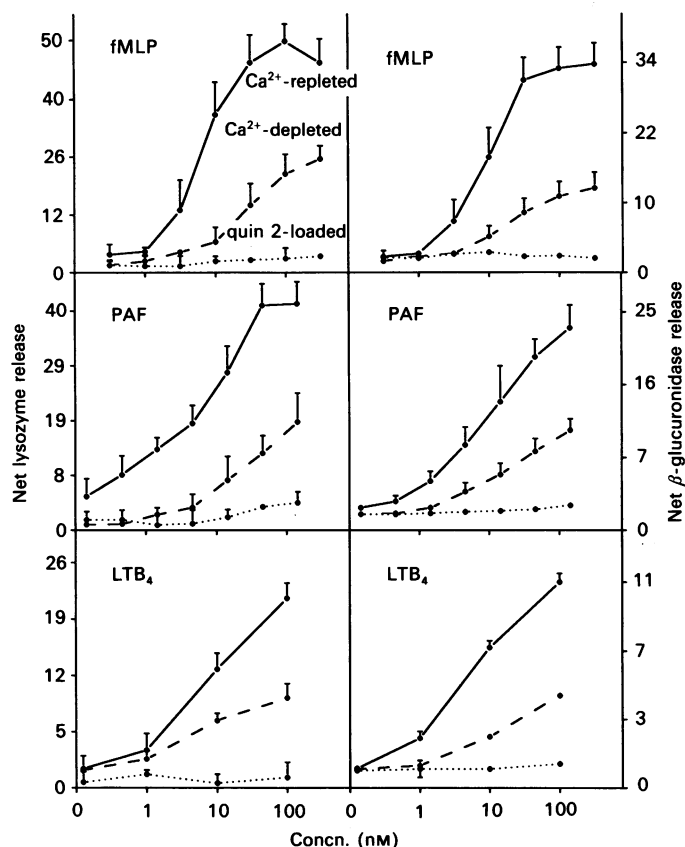 50
40
26
12
0
fMLP
Ca²⁺-repleted
Ca²⁺-depleted
quin 2-loaded
fMLP
34
22
10
0
Net lysozyme release
40
29
19
8
0
PAF
PAF
25
16
7
0
Net β-glucuronidase release
26
19
12
5
0
LTB₄
LTB₄
11
7
3
0
0 1 10 100 0 1 10 100
Concn. (nM)